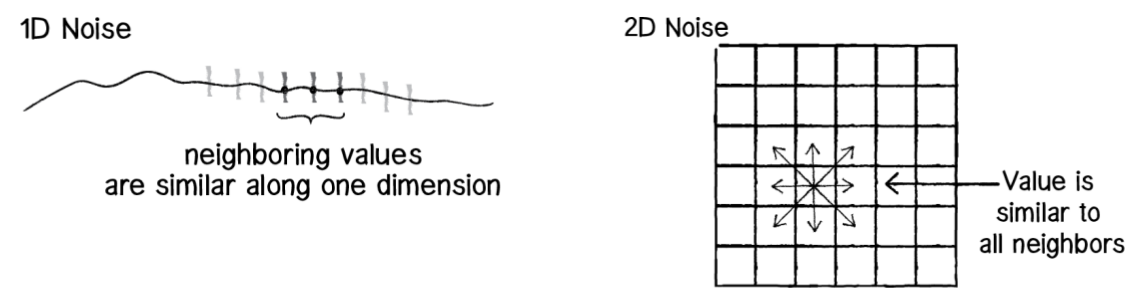 1D Noise
neighboring values
are similar along one dimension
2D Noise
Value is
similar to
all neighbors